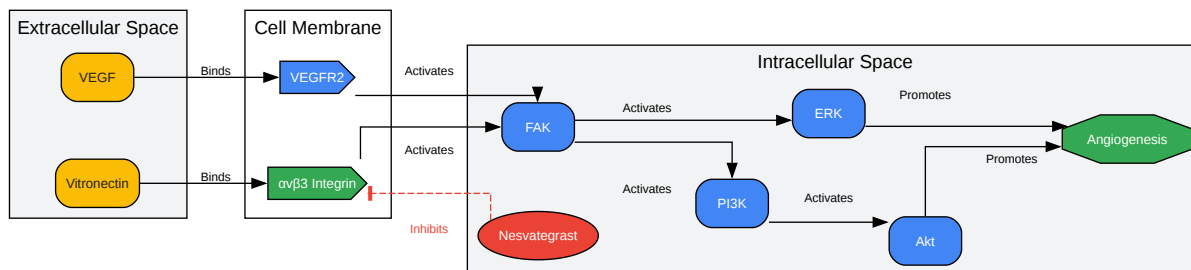 Extracellular Space
Cell Membrane
Intracellular Space
VEGF
Binds
VEGFR2
Activates
FAK
Activates
ERK
Promotes
Angiogenesis
Vitronectin
Binds
αvβ3 Integrin
Activates
Activates
PI3K
Activates
Promotes
Inhibits
Nesvategrast
Akt